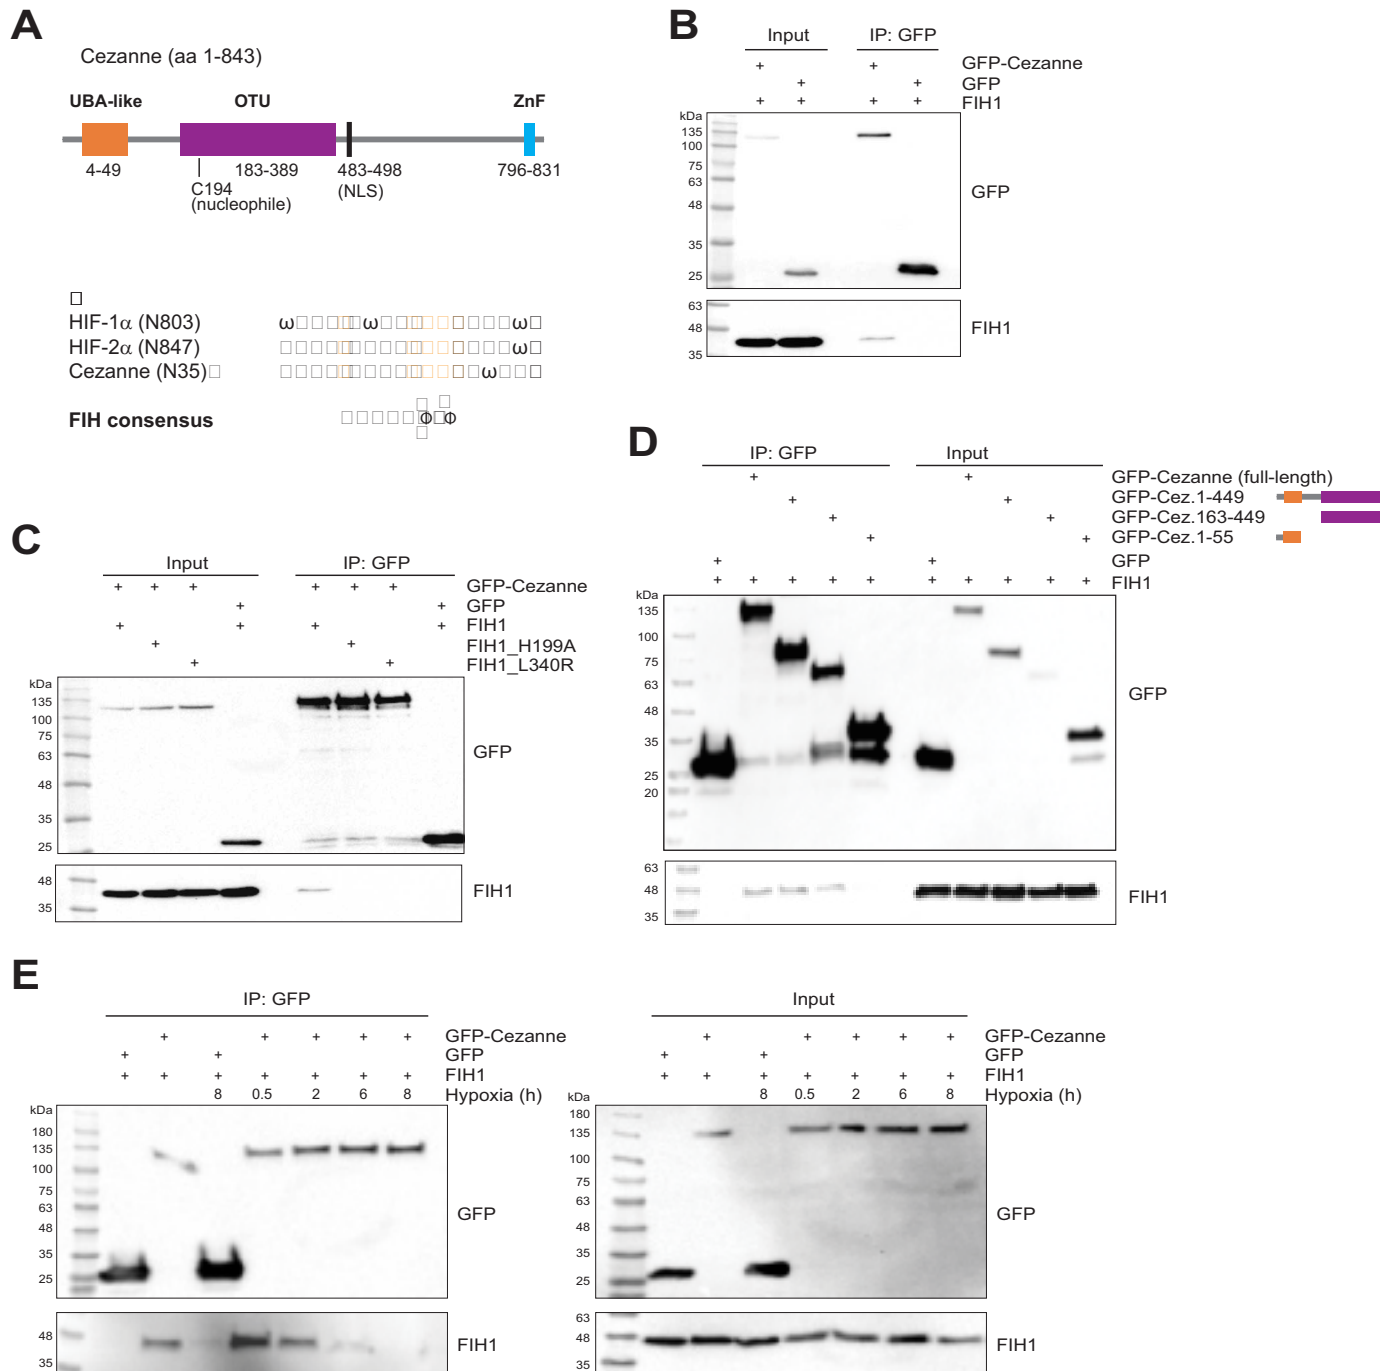 A
Cezanne (aa 1-843)
UBA-like OTU ZnF
4-49 183-389 483-498 796-831
C194 (NLS)
(nucleophile)
HIF-1α (N803) ω ω ω
HIF-2α (N847) ω
Cezanne (N35) ω
FIH consensus Φ Φ
B
Input IP: GFP
+ + GFP-Cezanne
+ + GFP
+ + + + FIH1
kDa
135
100
75
63
48
35
25
GFP
63
48
35
FIH1
C
Input IP: GFP
+ + + + + + GFP-Cezanne
+ + GFP
+ + + + FIH1
+ + FIH1_H199A
+ + FIH1_L340R
kDa
135
100
75
63
48
35
25
GFP
48
35
FIH1
D
IP: GFP Input
+ + GFP-Cezanne (full-length)
+ + GFP-Cez.1-449
+ + GFP-Cez.163-449
+ + GFP-Cez.1-55
+ + GFP
+ + + + + + + + + + FIH1
kDa
135
100
75
63
48
35
25
20
GFP
63
48
35
FIH1
E
IP: GFP Input
+ + + + + GFP-Cezanne + + + + + GFP-Cezanne
+ + GFP + + GFP
+ + + + + + + FIH1 + + + + + + + FIH1
8 0.5 2 6 8 Hypoxia (h) 8 0.5 2 6 8 Hypoxia (h)
kDa
180
135
100
75
63
48
35
25
GFP
48
35
FIH1
kDa
180
135
100
75
63
48
35
25
GFP
63
48
35
FIH1